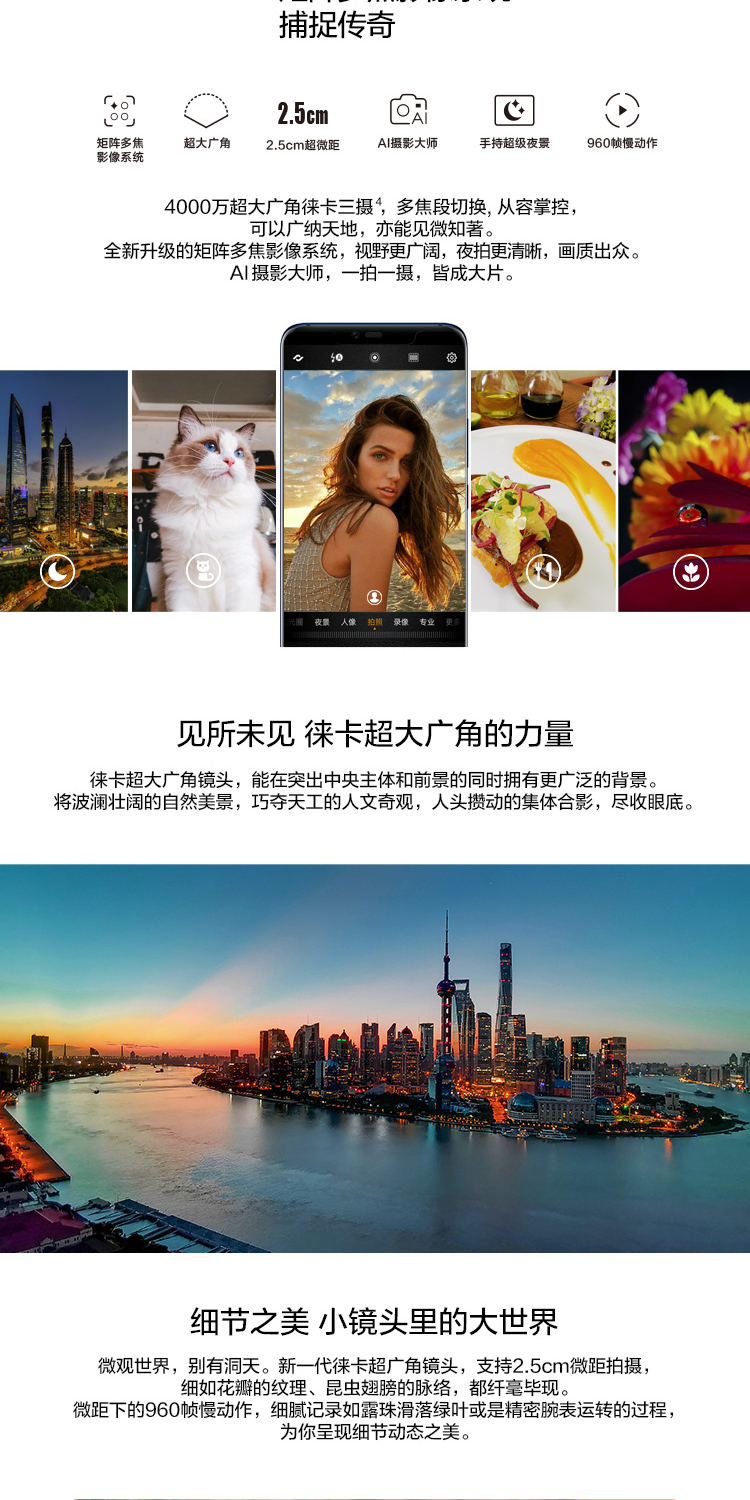 捕捉传奇
2.5cm
AI
矩阵多焦
影像系统
超大广角
2.5cm超微距
AI摄影大师
手持超级夜景
960帧慢动作
4000万超大广角徕卡三摄4，多焦段切换, 从容掌控，
可以广纳天地，亦能见微知著。
全新升级的矩阵多焦影像系统，视野更广阔，夜拍更清晰，画质出众。
AI摄影大师，一拍一摄，皆成大片。
光圈 夜景 人像 拍照 录像 专业 更多
见所未见 徕卡超大广角的力量
徕卡超大广角镜头，能在突出中央主体和前景的同时拥有更广泛的背景。
将波澜壮阔的自然美景，巧夺天工的人文奇观，人头攒动的集体合影，尽收眼底。
细节之美 小镜头里的大世界
微观世界，别有洞天。新一代徕卡超广角镜头，支持2.5cm微距拍摄，
细如花瓣的纹理、昆虫翅膀的脉络，都纤毫毕现。
微距下的960帧慢动作，细腻记录如露珠滑落绿叶或是精密腕表运转的过程，
为你呈现细节动态之美。